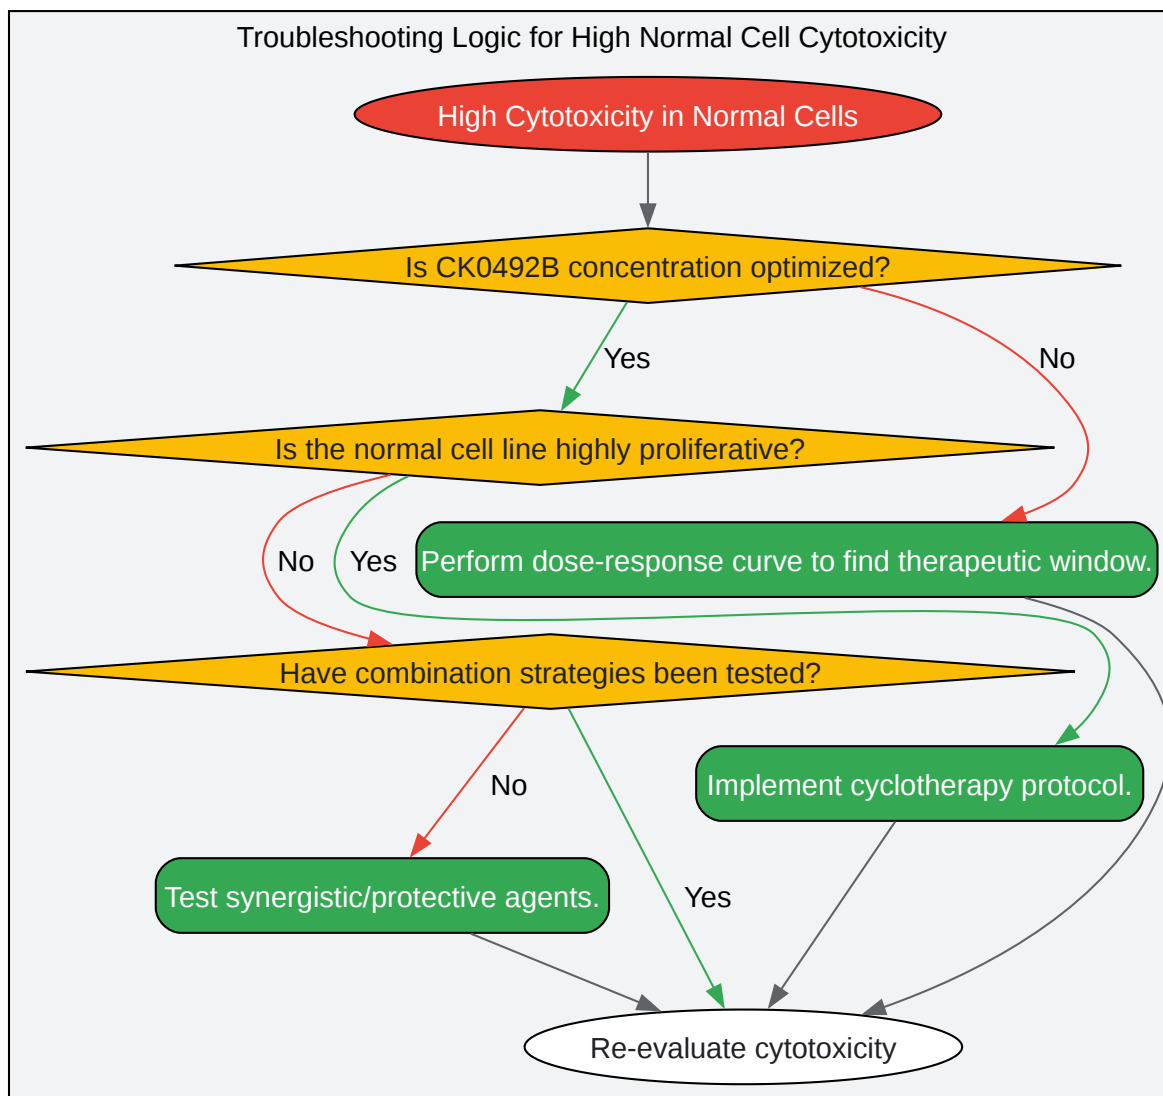 Troubleshooting Logic for High Normal Cell Cytotoxicity
High Cytotoxicity in Normal Cells
Is CK0492B concentration optimized?
Yes
No
Is the normal cell line highly proliferative?
No
Yes
Perform dose-response curve to find therapeutic window.
Have combination strategies been tested?
No
Implement cyclotherapy protocol.
Test synergistic/protective agents.
Yes
Re-evaluate cytotoxicity